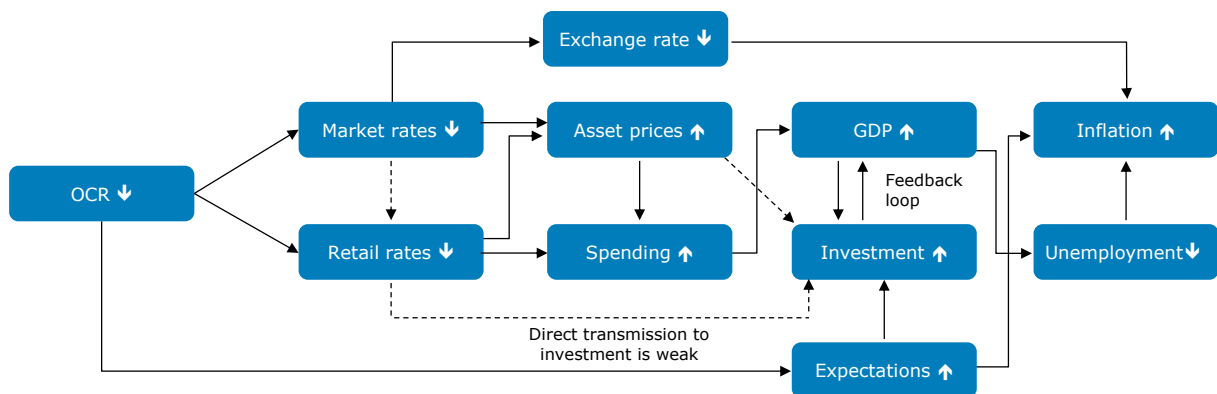 Exchange rate ↓
Market rates ↓
Asset prices ↑
GDP ↑
Inflation ↑
OCR ↓
Feedback
loop
Retail rates ↓
Spending ↑
Investment ↑
Unemployment↓
Direct transmission to
investment is weak
Expectations ↑